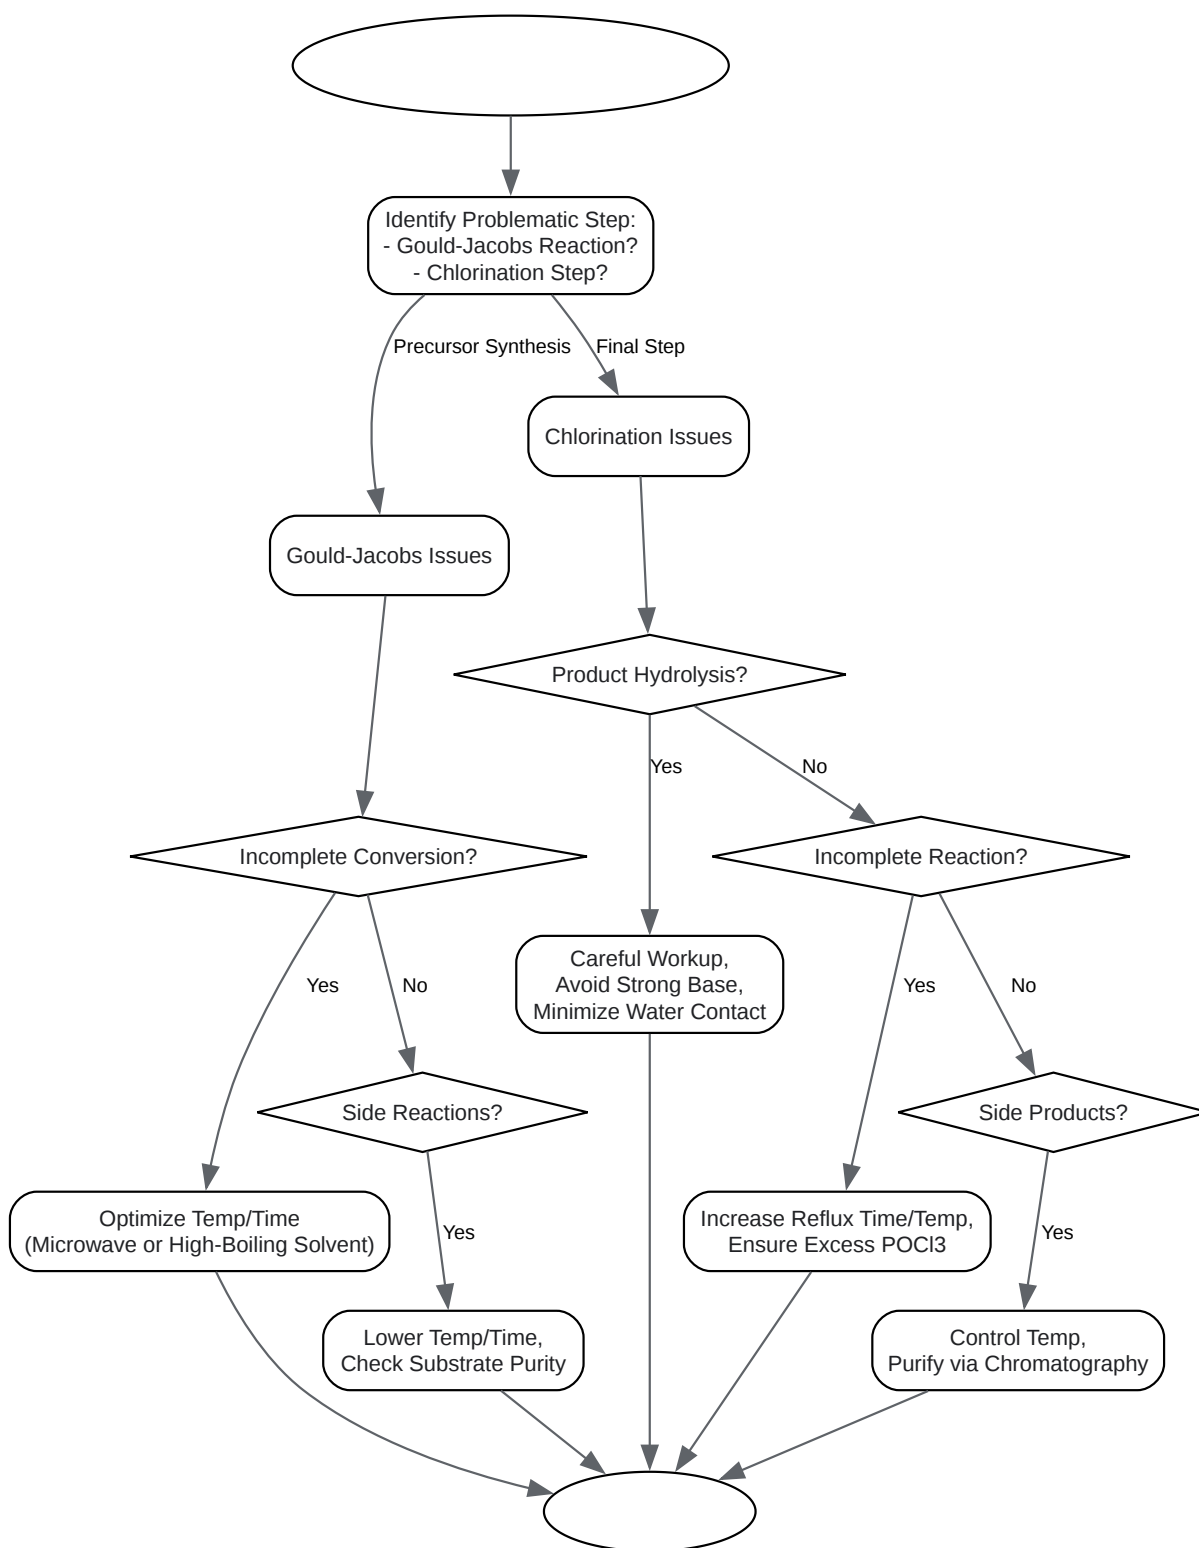 Identify Problematic Step:
- Gould-Jacobs Reaction?
- Chlorination Step?
Precursor Synthesis
Final Step
Chlorination Issues
Gould-Jacobs Issues
Product Hydrolysis?
Yes
No
Incomplete Conversion?
Incomplete Reaction?
Careful Workup,
Avoid Strong Base,
Minimize Water Contact
Yes
No
Yes
No
Side Reactions?
Side Products?
Optimize Temp/Time
(Microwave or High-Boiling Solvent)
Yes
Increase Reflux Time/Temp,
Ensure Excess POCl3
Yes
Lower Temp/Time,
Check Substrate Purity
Control Temp,
Purify via Chromatography